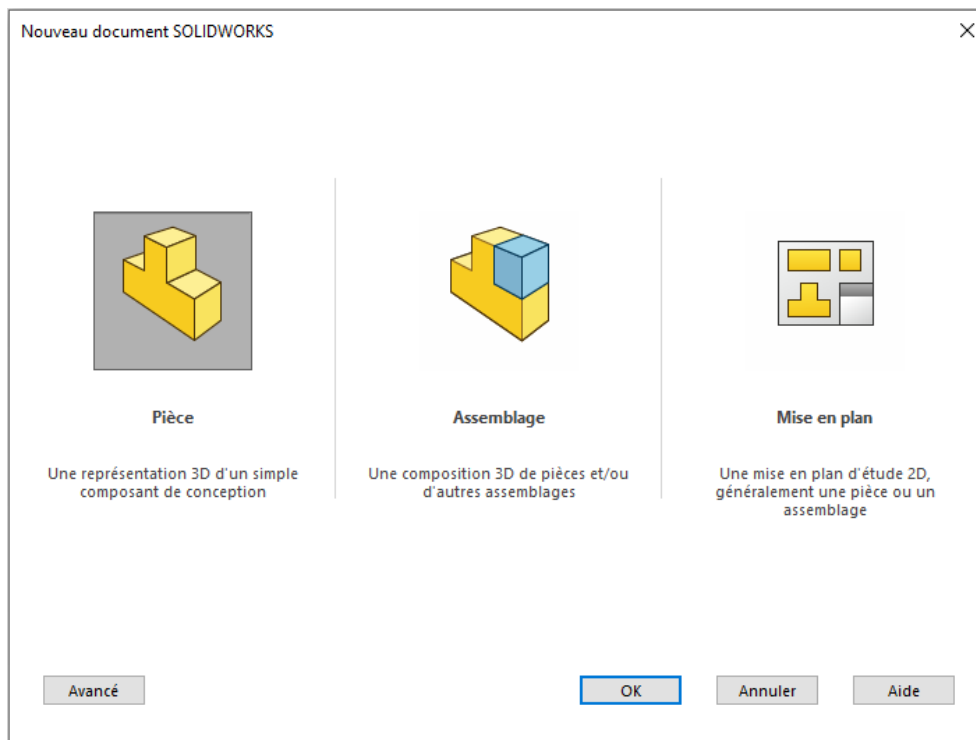 Nouveau document SOLIDWORKS
Pièce
Une représentation 3D d'un simple
composant de conception
Assemblage
Une composition 3D de pièces et/ou
d'autres assemblages
Mise en plan
Une mise en plan d'étude 2D,
généralement une pièce ou un
assemblage
Avancé
OK
Annuler
Aide